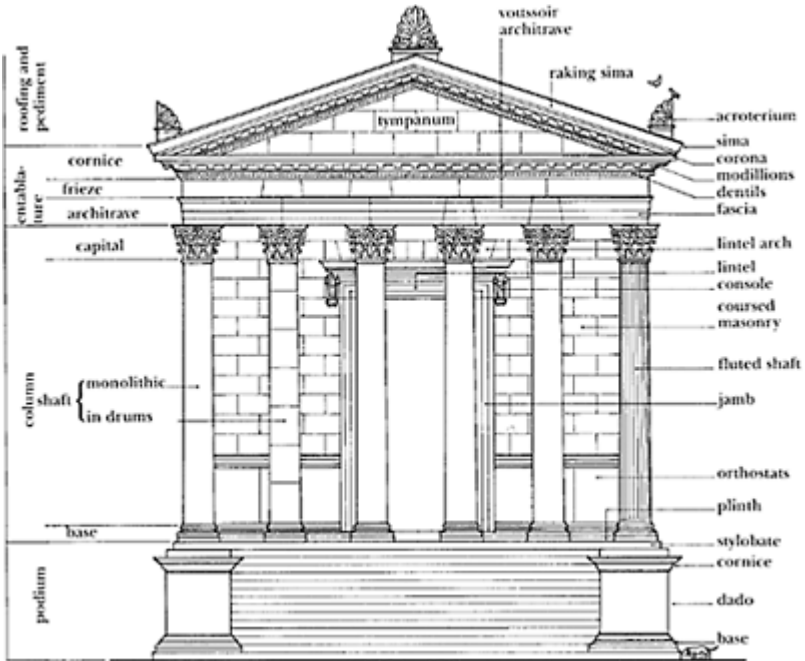 voussoir
architrave
raking sima
roofing and
pediment
tympanum
acroterium
sima
corona
modillions
dentils
fascia
cornice
entabla-
ture
frieze
architrave
capital
lintel arch
lintel
console
coursed
masonry
column
shaft
monolithic
in drums
fluted shaft
jamb
orthostats
plinth
base
stylobate
podium
cornice
dado
base